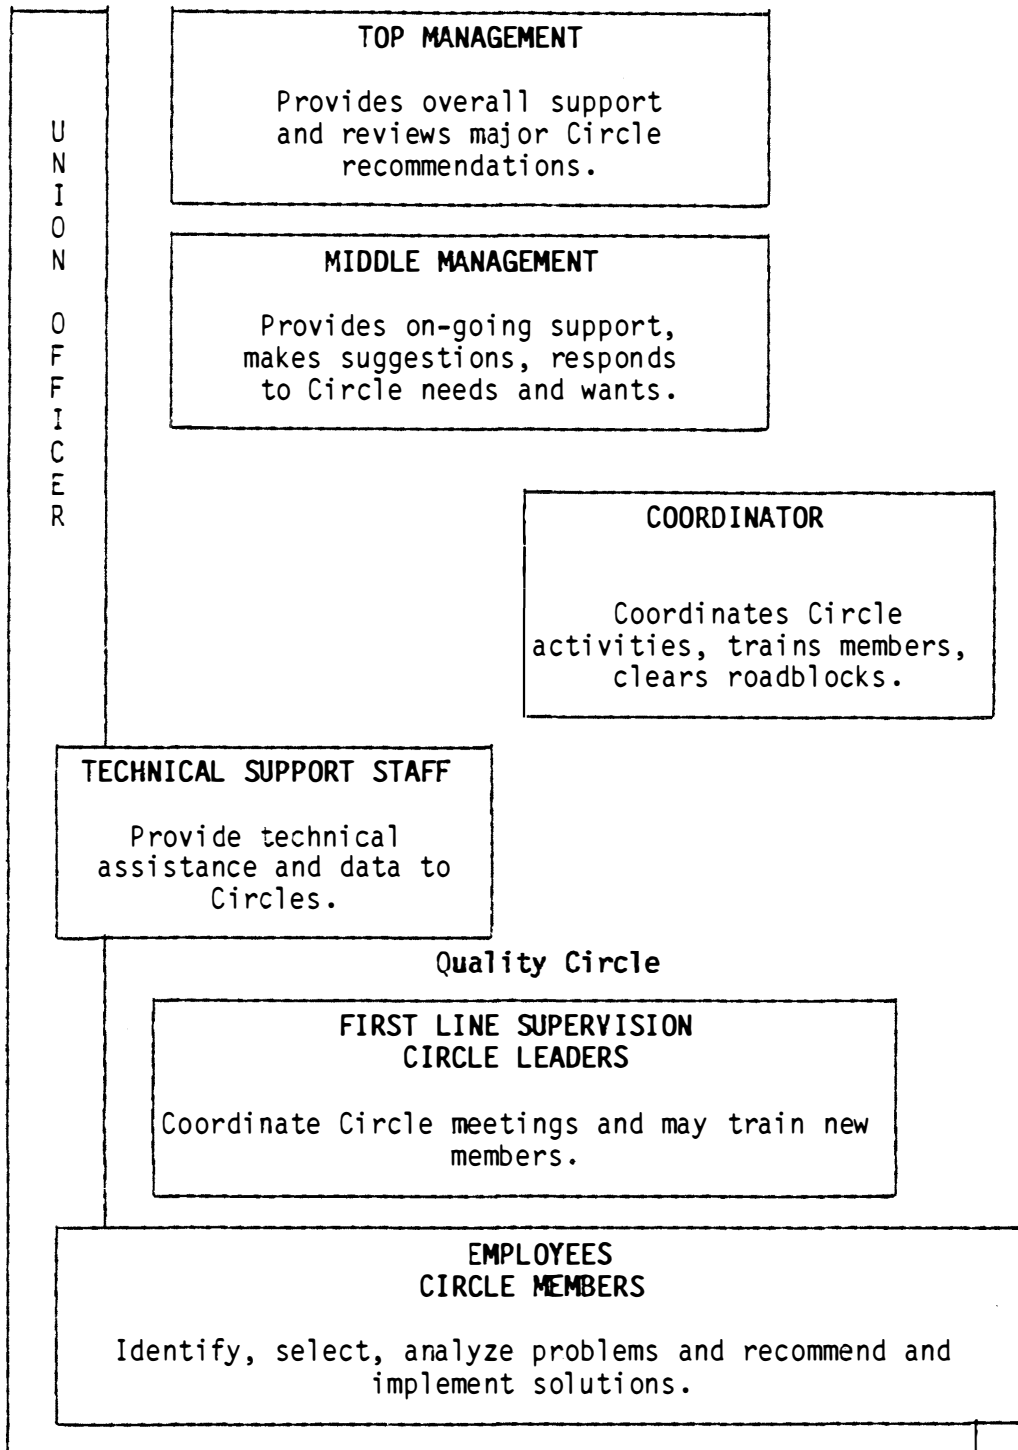 UNION OFFICER
TOP MANAGEMENT
Provides overall support
and reviews major Circle
recommendations.
MIDDLE MANAGEMENT
Provides on-going support,
makes suggestions, responds
to Circle needs and wants.
COORDINATOR
Coordinates Circle
activities, trains members,
clears roadblocks.
TECHNICAL SUPPORT STAFF
Provide technical
assistance and data to
Circles.
Quality Circle
FIRST LINE SUPERVISION
CIRCLE LEADERS
Coordinate Circle meetings and may train new
members.
EMPLOYEES
CIRCLE MEMBERS
Identify, select, analyze problems and recommend and
implement solutions.